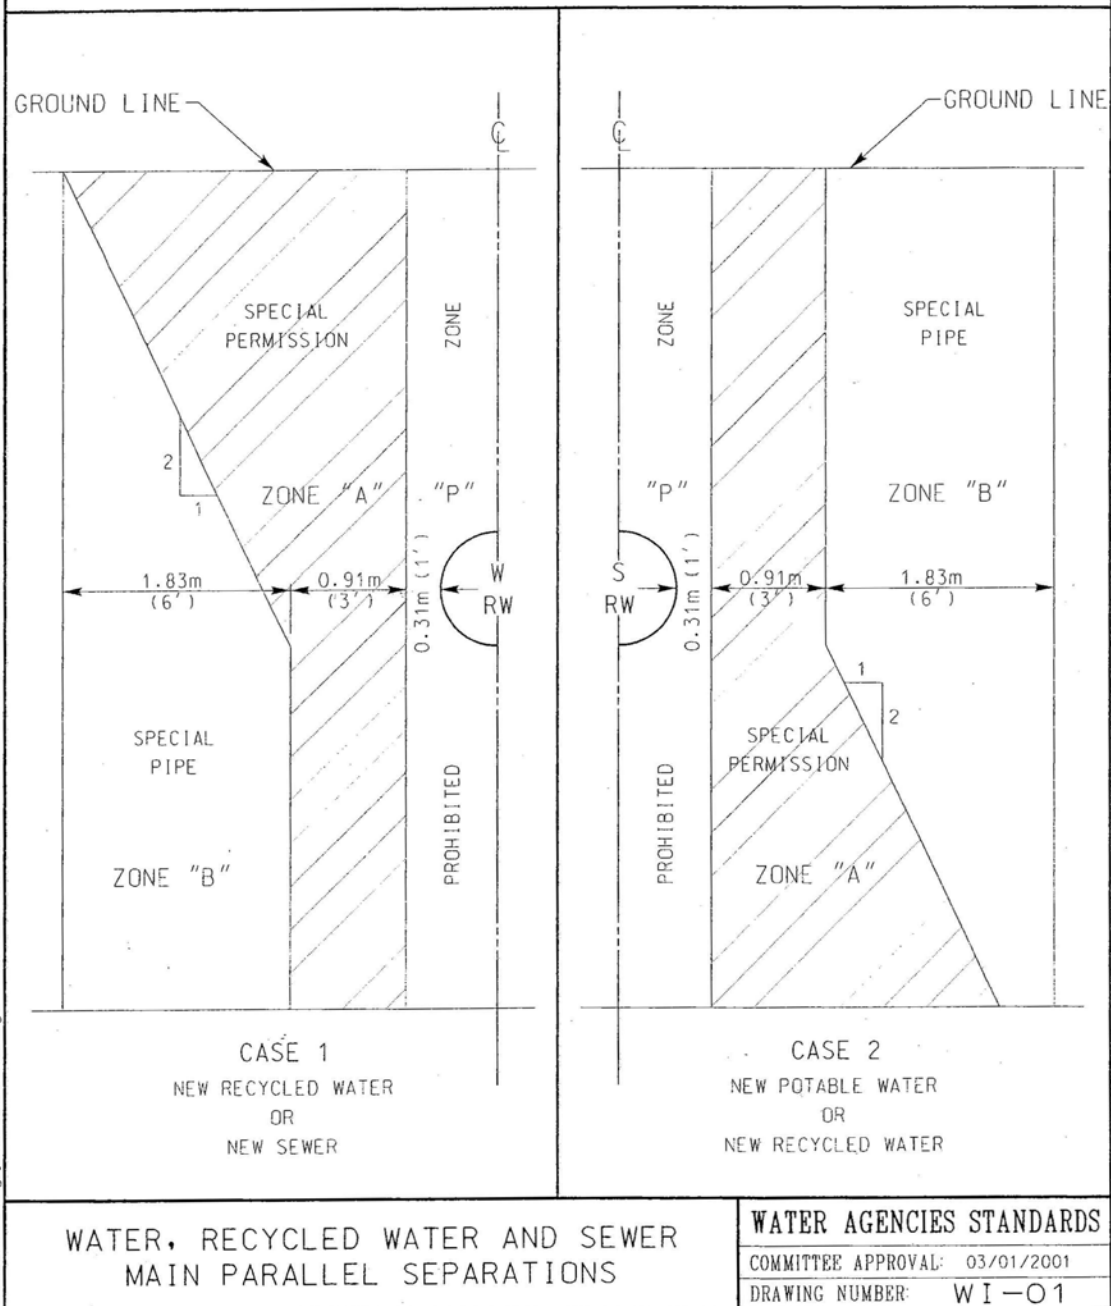 GROUND LINE
℄
SPECIAL
PERMISSION
ZONE
2
1
ZONE "A"
"P"
1.83m
(6')
0.91m
(3')
0.31m (1')
W
RW
SPECIAL
PIPE
ZONE "B"
PROHIBITED
CASE 1
NEW RECYCLED WATER
OR
NEW SEWER
GROUND LINE
℄
ZONE
SPECIAL
PIPE
"P"
ZONE "B"
S
RW
0.31m (1')
0.91m
(3')
1.83m
(6')
1
2
SPECIAL
PERMISSION
PROHIBITED
ZONE "A"
CASE 2
NEW POTABLE WATER
OR
NEW RECYCLED WATER
WATER, RECYCLED WATER AND SEWER
MAIN PARALLEL SEPARATIONS
WATER AGENCIES STANDARDS
COMMITTEE APPROVAL: 03/01/2001
DRAWING NUMBER: WI-01